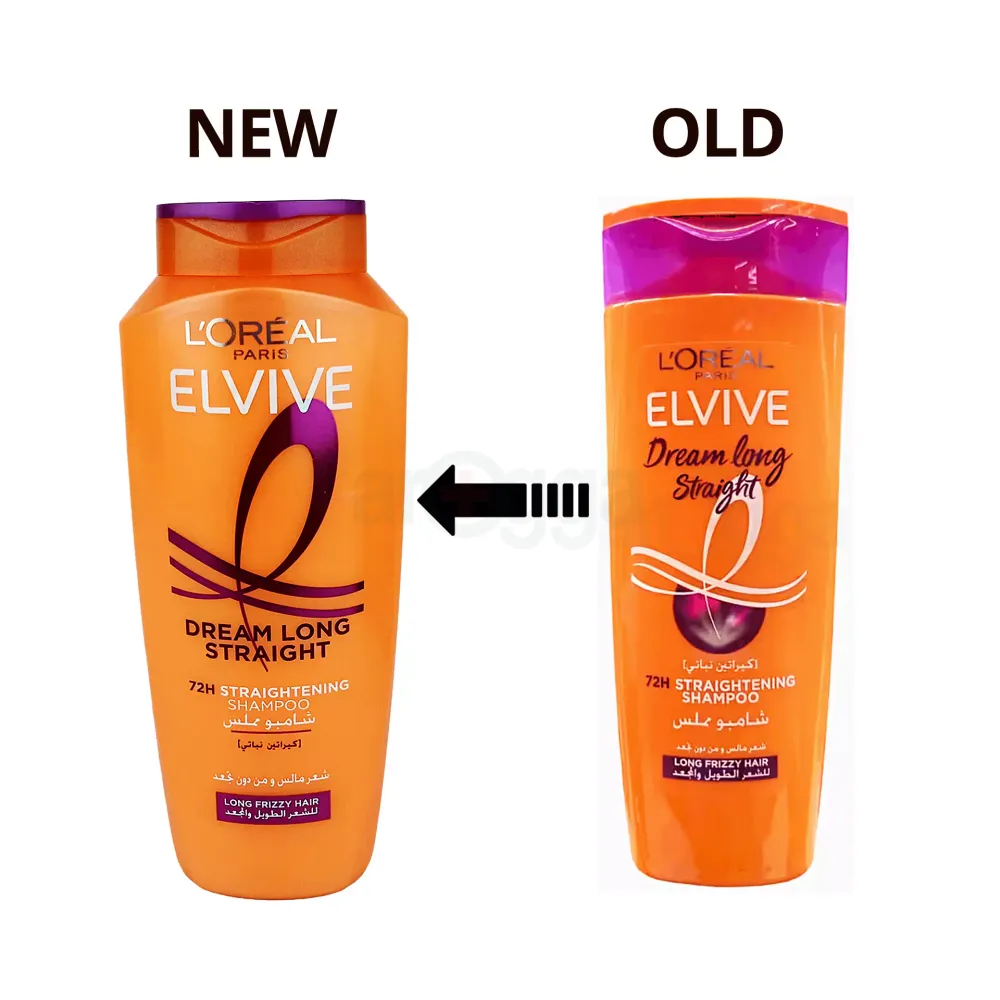 NEW
L'ORÉAL
PARIS
ELVIVE
DREAM LONG
STRAIGHT
72H STRAIGHTENING
SHAMPOO
شامبو مملس
[كيراتين نباتي]
شعر مالس و من دون تجعد
LONG FRIZZY HAIR
للشعر الطويل والمجعد
OLD
L'ORÉAL
PARIS
ELVIVE
Dream long
Straight
[كيراتين نباتي]
72H STRAIGHTENING
SHAMPOO
شامبو مملس
شعر مالس و من دون تجعد
LONG FRIZZY HAIR
للشعر الطويل والمجعد
arogga